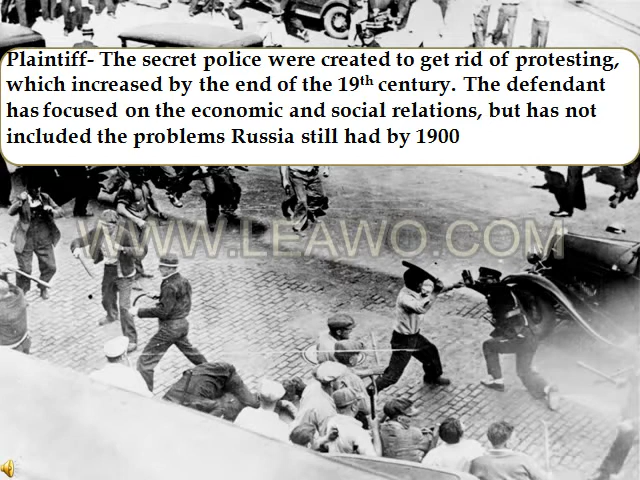 Plaintiff- The secret police were created to get rid of protesting,
which increased by the end of the 19th century. The defendant
has focused on the economic and social relations, but has not
included the problems Russia still had by 1900
WWW.LEAWO.COM